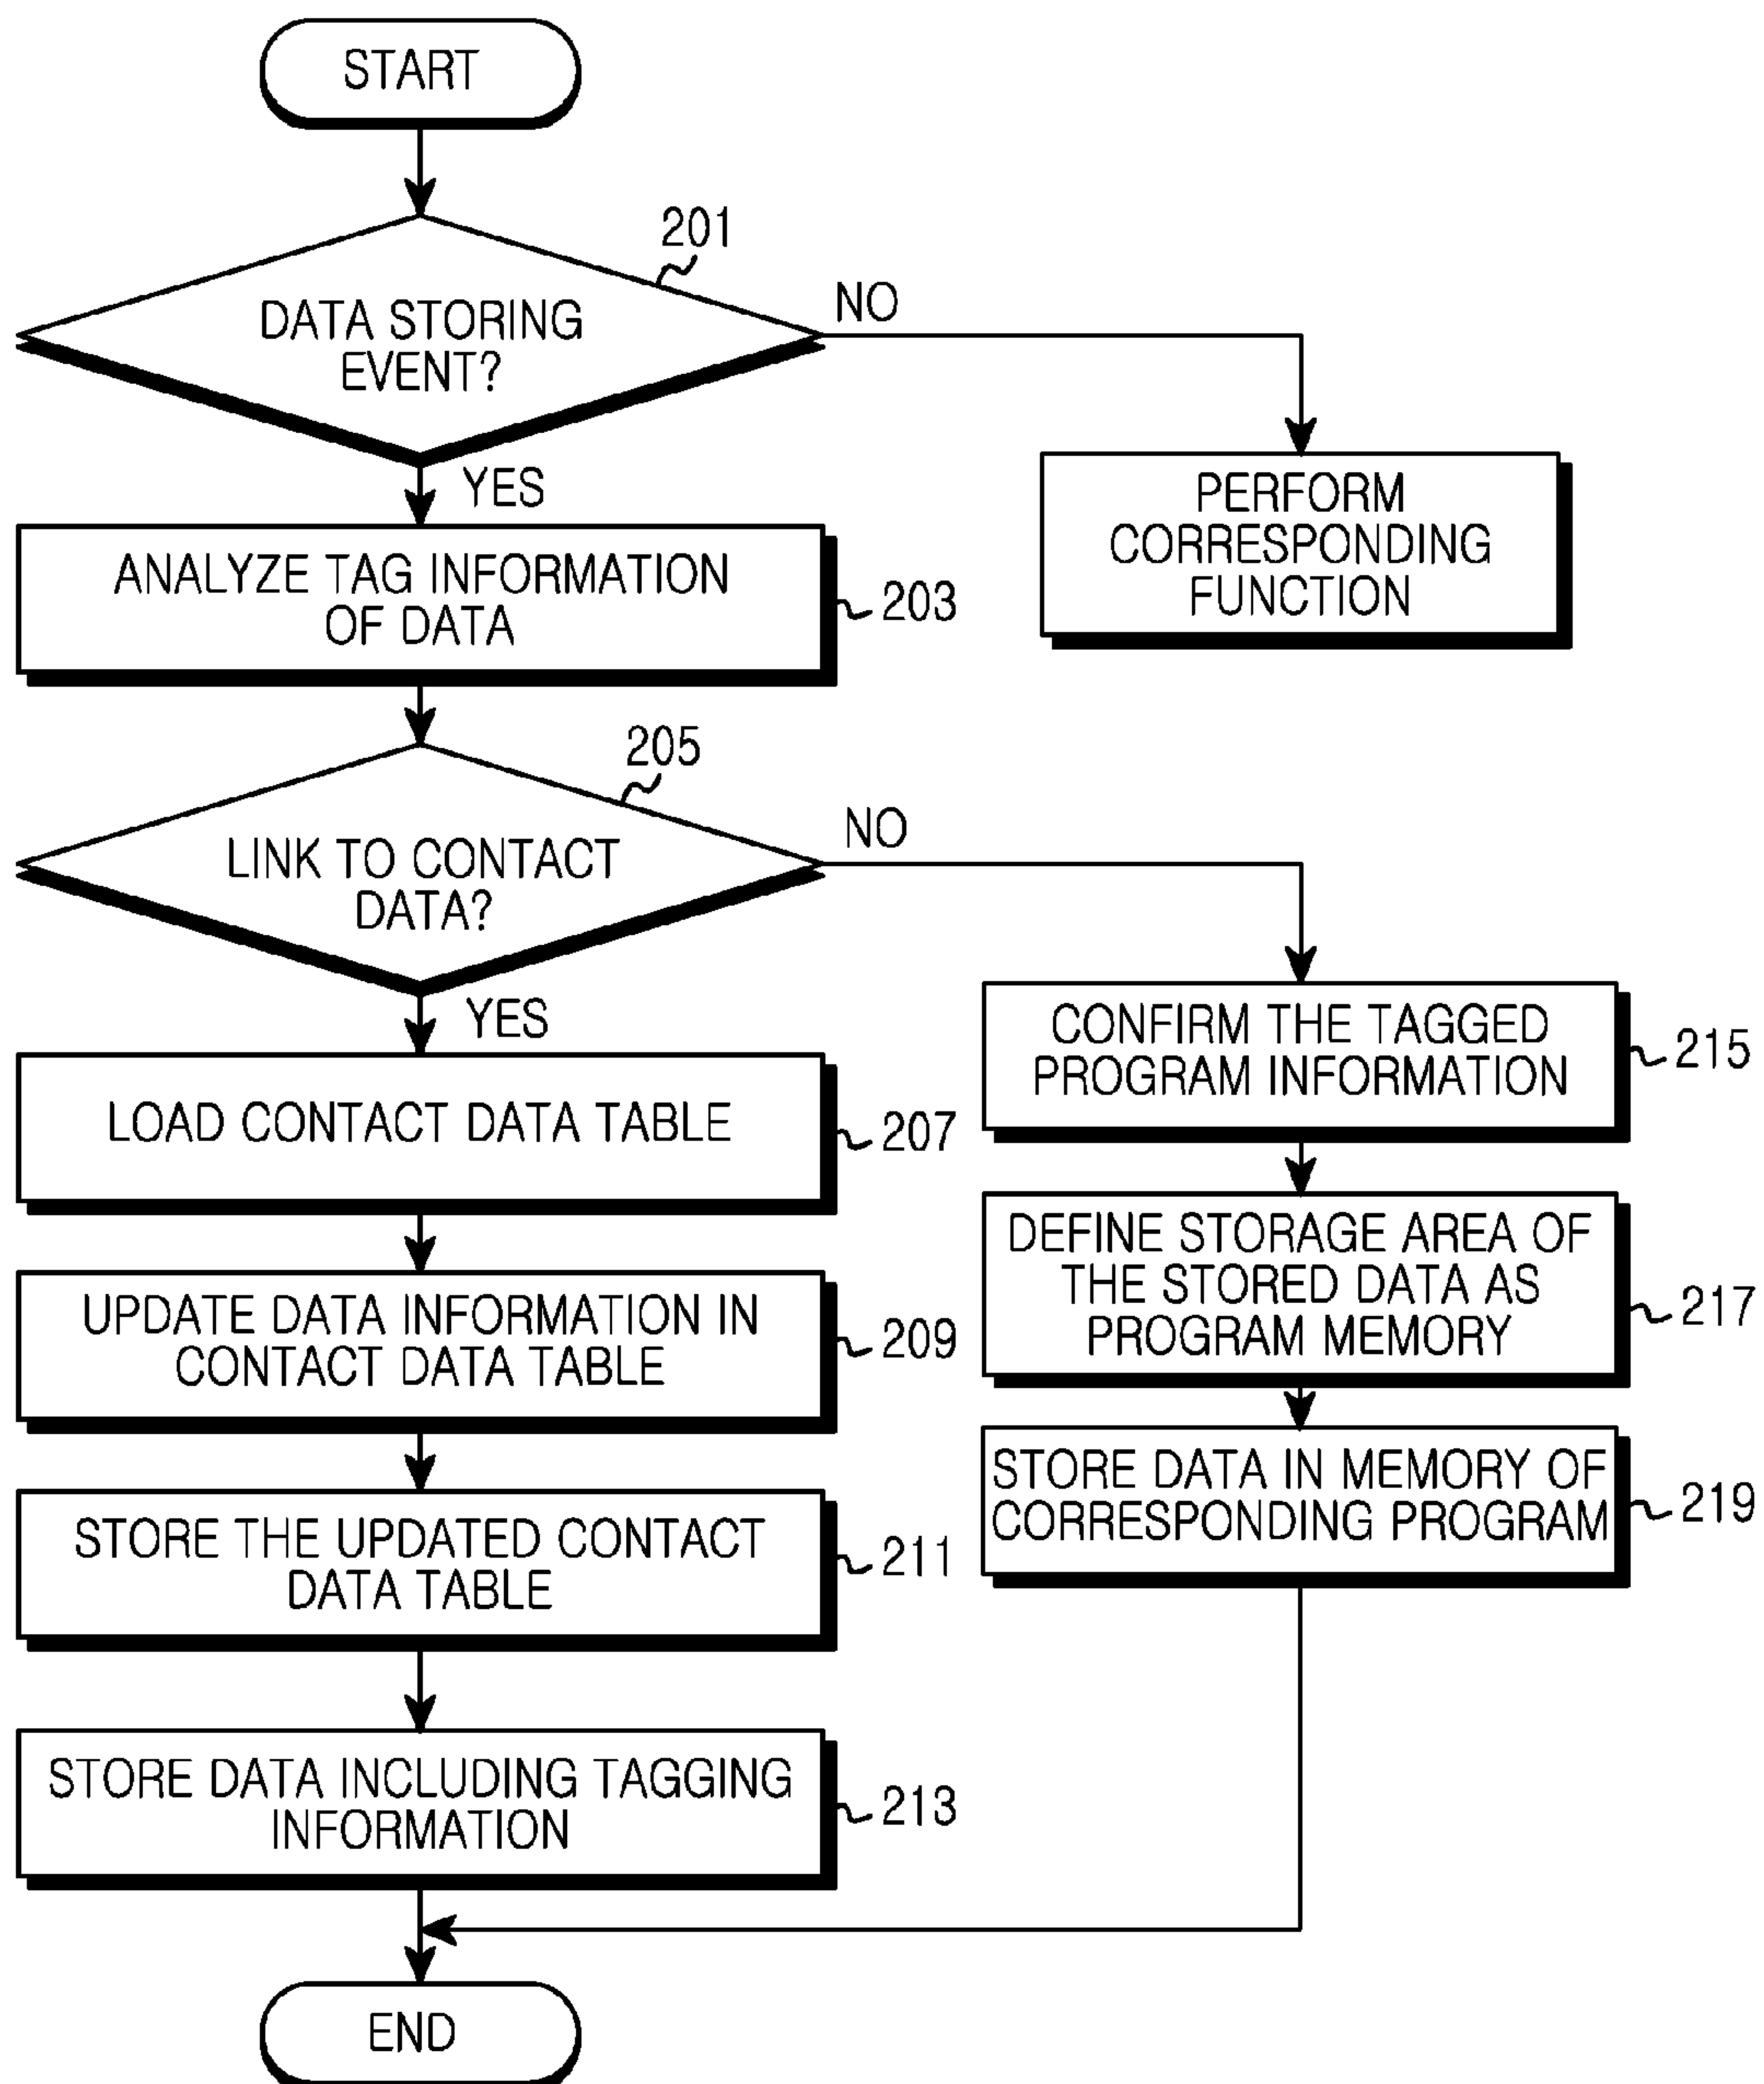 START
201
DATA STORING
EVENT?
NO
YES
PERFORM
CORRESPONDING
FUNCTION
ANALYZE TAG INFORMATION
OF DATA
203
205
LINK TO CONTACT
DATA?
NO
YES
LOAD CONTACT DATA TABLE
207
UPDATE DATA INFORMATION IN
CONTACT DATA TABLE
209
STORE THE UPDATED CONTACT
DATA TABLE
211
STORE DATA INCLUDING TAGGING
INFORMATION
213
CONFIRM THE TAGGED
PROGRAM INFORMATION
215
DEFINE STORAGE AREA OF
THE STORED DATA AS
PROGRAM MEMORY
217
STORE DATA IN MEMORY OF
CORRESPONDING PROGRAM
219
END